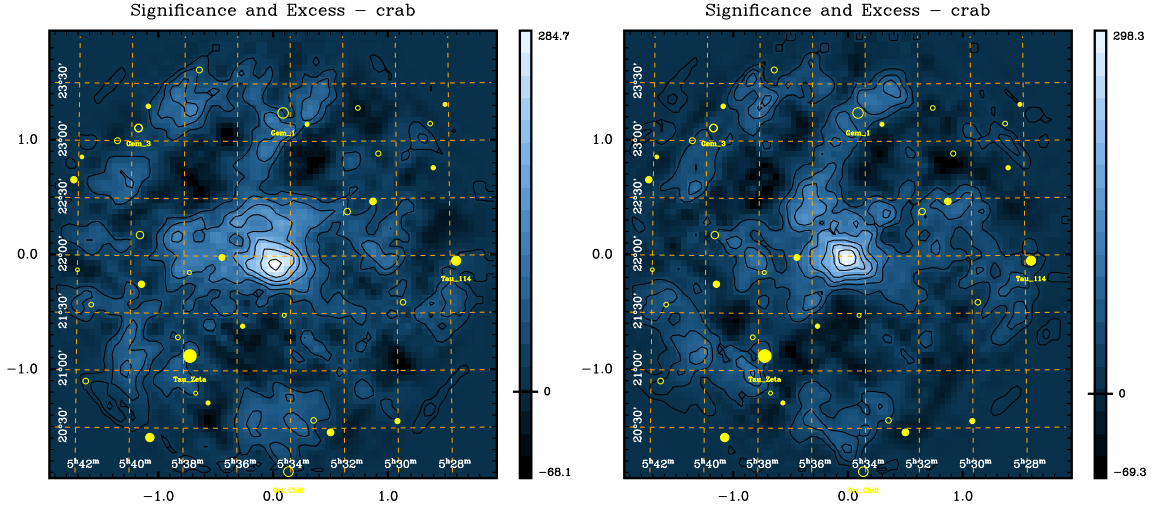 Significance and Excess – crab
284.7
0
−68.1
1.0
0.0
−1.0
23°30'
23°00'
22°30'
22°00'
21°30'
21°00'
20°30'
Gem_1
Gem_3
Tau_114
Tau_Zeta
5ʰ42ᵐ 5ʰ40ᵐ 5ʰ38ᵐ 5ʰ36ᵐ 5ʰ34ᵐ 5ʰ32ᵐ 5ʰ30ᵐ 5ʰ28ᵐ
−1.0 0.0 1.0
Significance and Excess – crab
298.3
0
−69.3
1.0
0.0
−1.0
23°30'
23°00'
22°30'
22°00'
21°30'
21°00'
20°30'
Gem_1
Gem_3
Tau_114
Tau_Zeta
5ʰ42ᵐ 5ʰ40ᵐ 5ʰ38ᵐ 5ʰ36ᵐ 5ʰ34ᵐ 5ʰ32ᵐ 5ʰ30ᵐ 5ʰ28ᵐ
−1.0 0.0 1.0